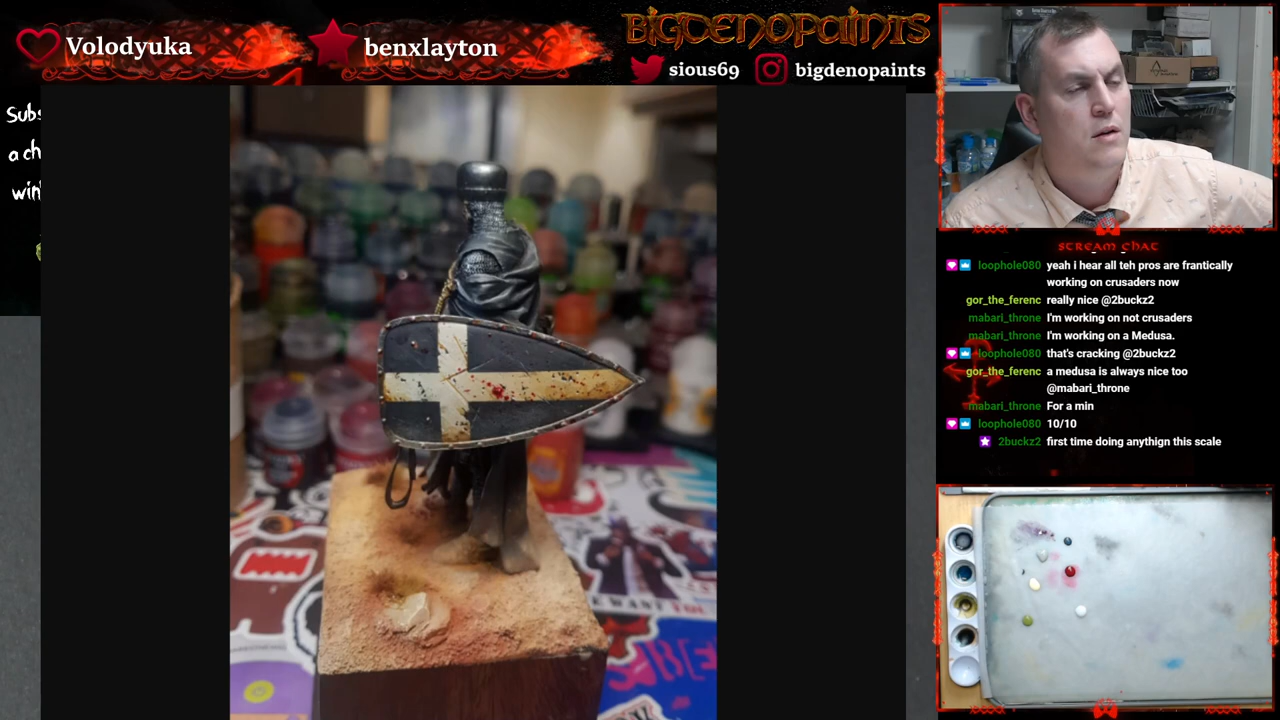 Volodyuka
benxlayton
BIGDENOPAINTS
sious69
bigdenopaints
Subs
a ch
win
STREAM CHAT
loophole080 yeah i hear all teh pros are frantically
working on crusaders now
gor_the_ferenc really nice @2buckz2
mabari_throne I'm working on not crusaders
mabari_throne I'm working on a Medusa.
loophole080 that's cracking @2buckz2
gor_the_ferenc a medusa is always nice too
@mabari_throne
mabari_throne For a min
loophole080 10/10
2buckz2 first time doing anythign this scale
WANT YOU